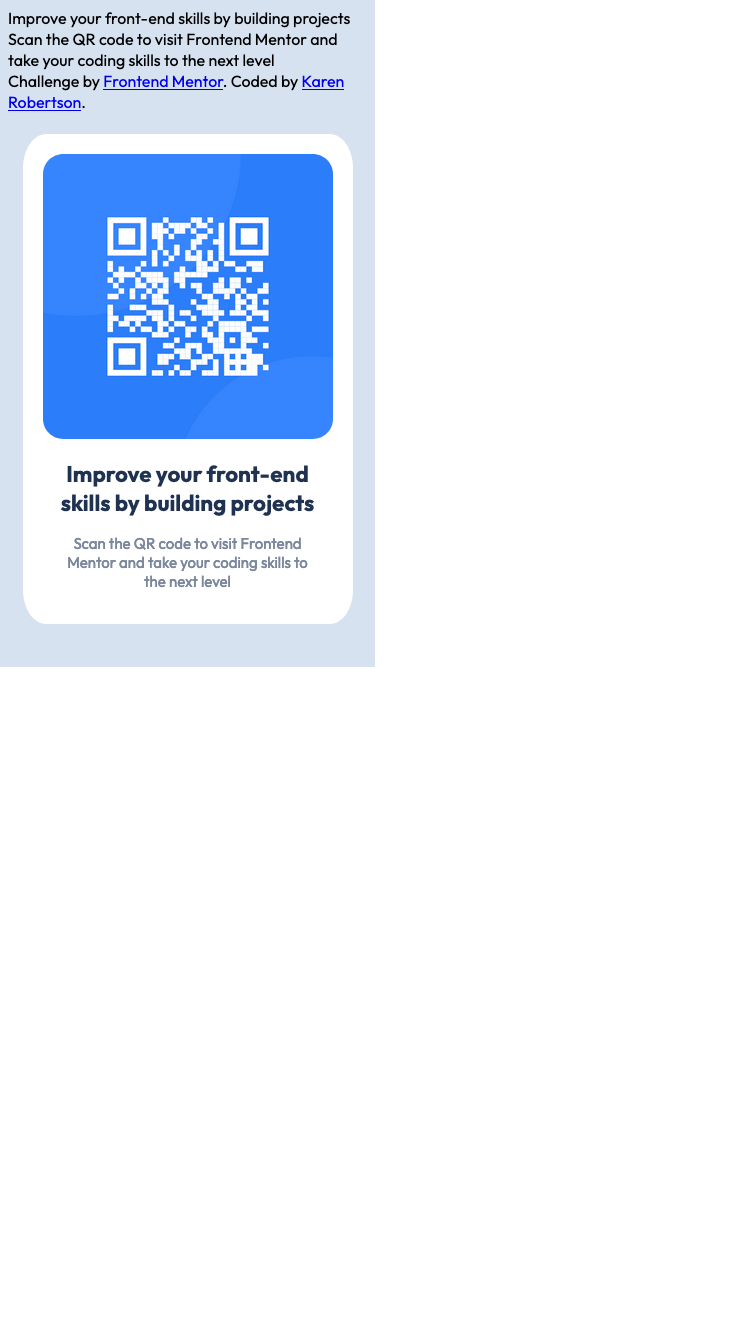 Improve your front-end skills by building projects
Scan the QR code to visit Frontend Mentor and
take your coding skills to the next level
Challenge by Frontend Mentor. Coded by Karen
Robertson.
Improve your front-end
skills by building projects
Scan the QR code to visit Frontend
Mentor and take your coding skills to
the next level